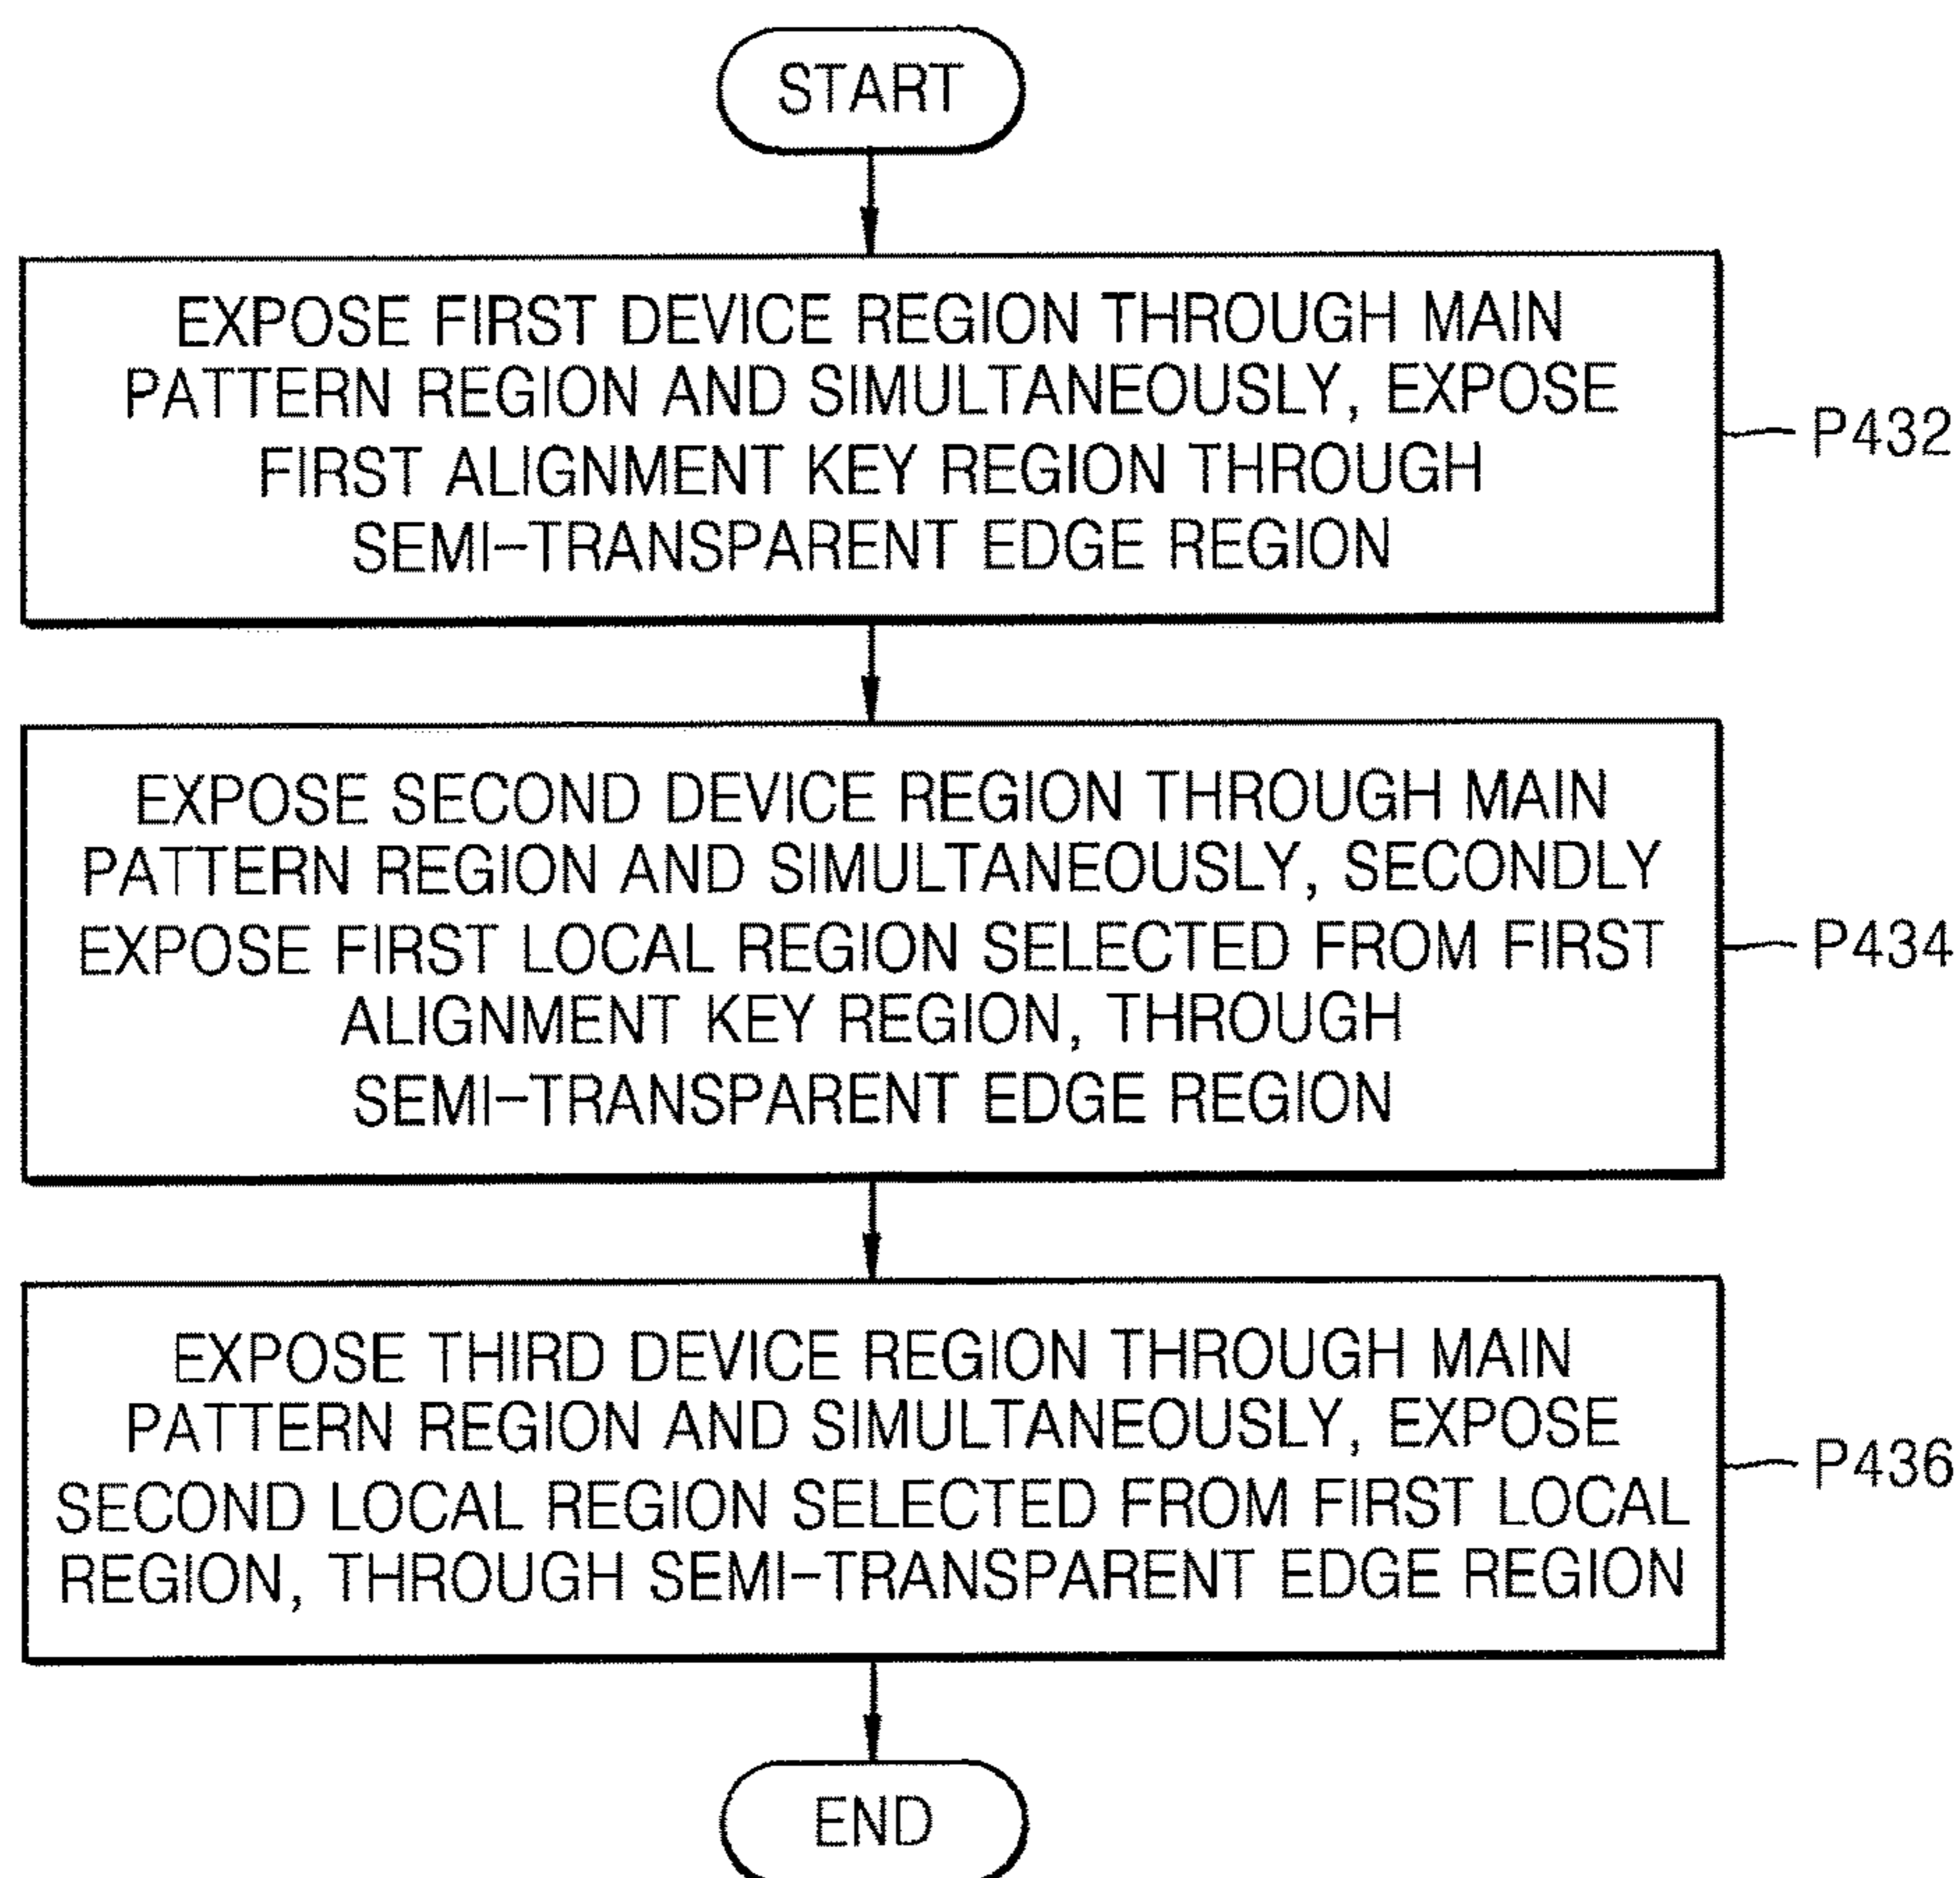 START
EXPOSE FIRST DEVICE REGION THROUGH MAIN
PATTERN REGION AND SIMULTANEOUSLY, EXPOSE
FIRST ALIGNMENT KEY REGION THROUGH
SEMI-TRANSPARENT EDGE REGION
P432
EXPOSE SECOND DEVICE REGION THROUGH MAIN
PATTERN REGION AND SIMULTANEOUSLY, SECONDLY
EXPOSE FIRST LOCAL REGION SELECTED FROM FIRST
ALIGNMENT KEY REGION, THROUGH
SEMI-TRANSPARENT EDGE REGION
P434
EXPOSE THIRD DEVICE REGION THROUGH MAIN
PATTERN REGION AND SIMULTANEOUSLY, EXPOSE
SECOND LOCAL REGION SELECTED FROM FIRST LOCAL
REGION, THROUGH SEMI-TRANSPARENT EDGE REGION
P436
END